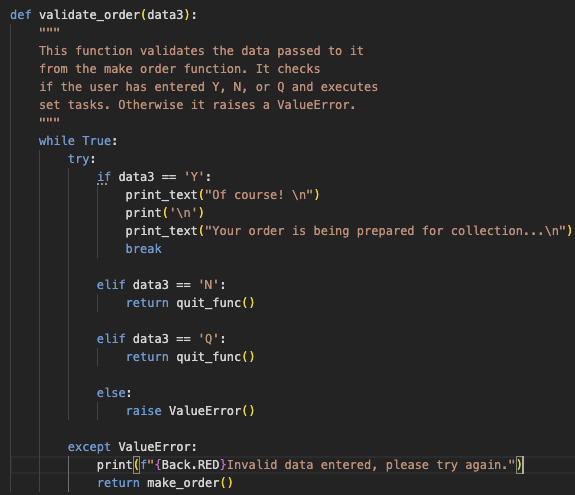 def validate_order(data3):
    """
    This function validates the data passed to it
    from the make order function. It checks
    if the user has entered Y, N, or Q and executes
    set tasks. Otherwise it raises a ValueError.
    """
    while True:
        try:
            if data3 == 'Y':
                print_text("Of course! \n")
                print('\n')
                print_text("Your order is being prepared for collection...\n")
                break

            elif data3 == 'N':
                return quit_func()

            elif data3 == 'Q':
                return quit_func()

            else:
                raise ValueError()

        except ValueError:
            print(f"{Back.RED}Invalid data entered, please try again.")
            return make_order()